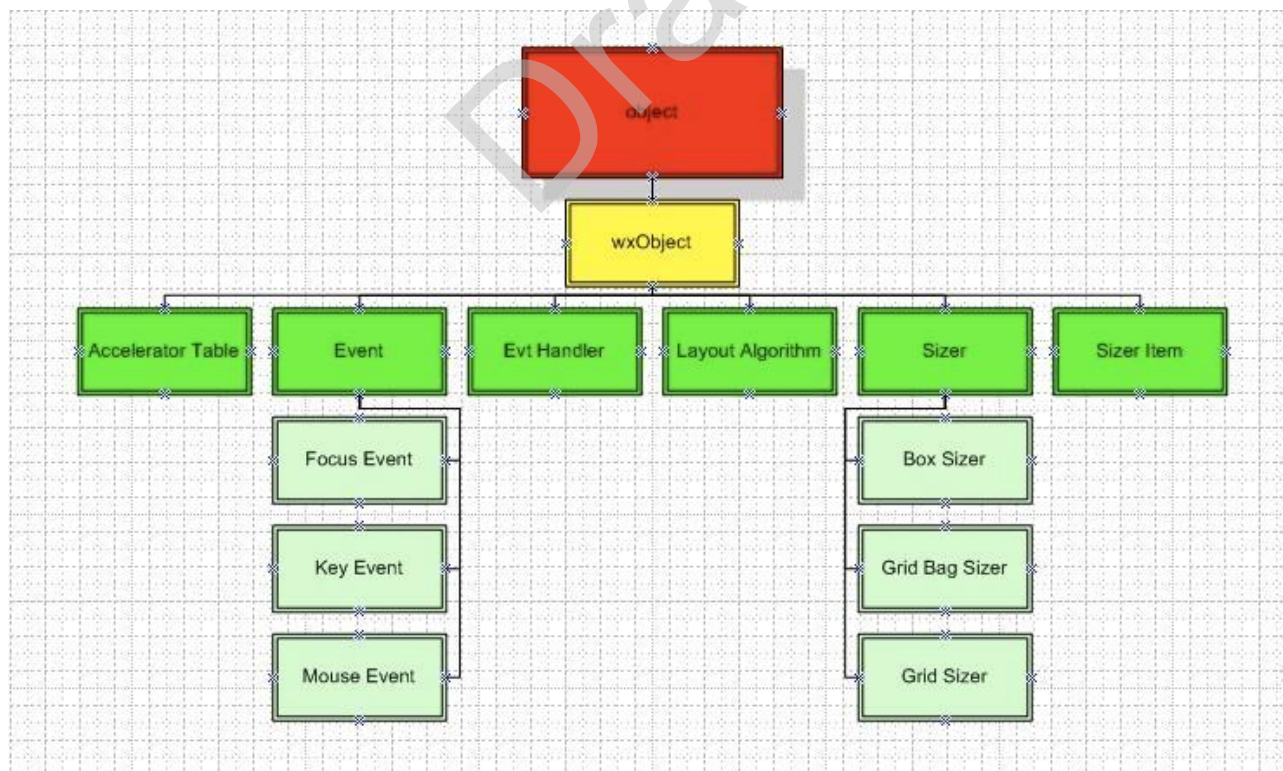 object
wxObject
Accelerator Table
Event
Evt Handler
Layout Algorithm
Sizer
Sizer Item
Focus Event
Box Sizer
Key Event
Grid Bag Sizer
Mouse Event
Grid Sizer